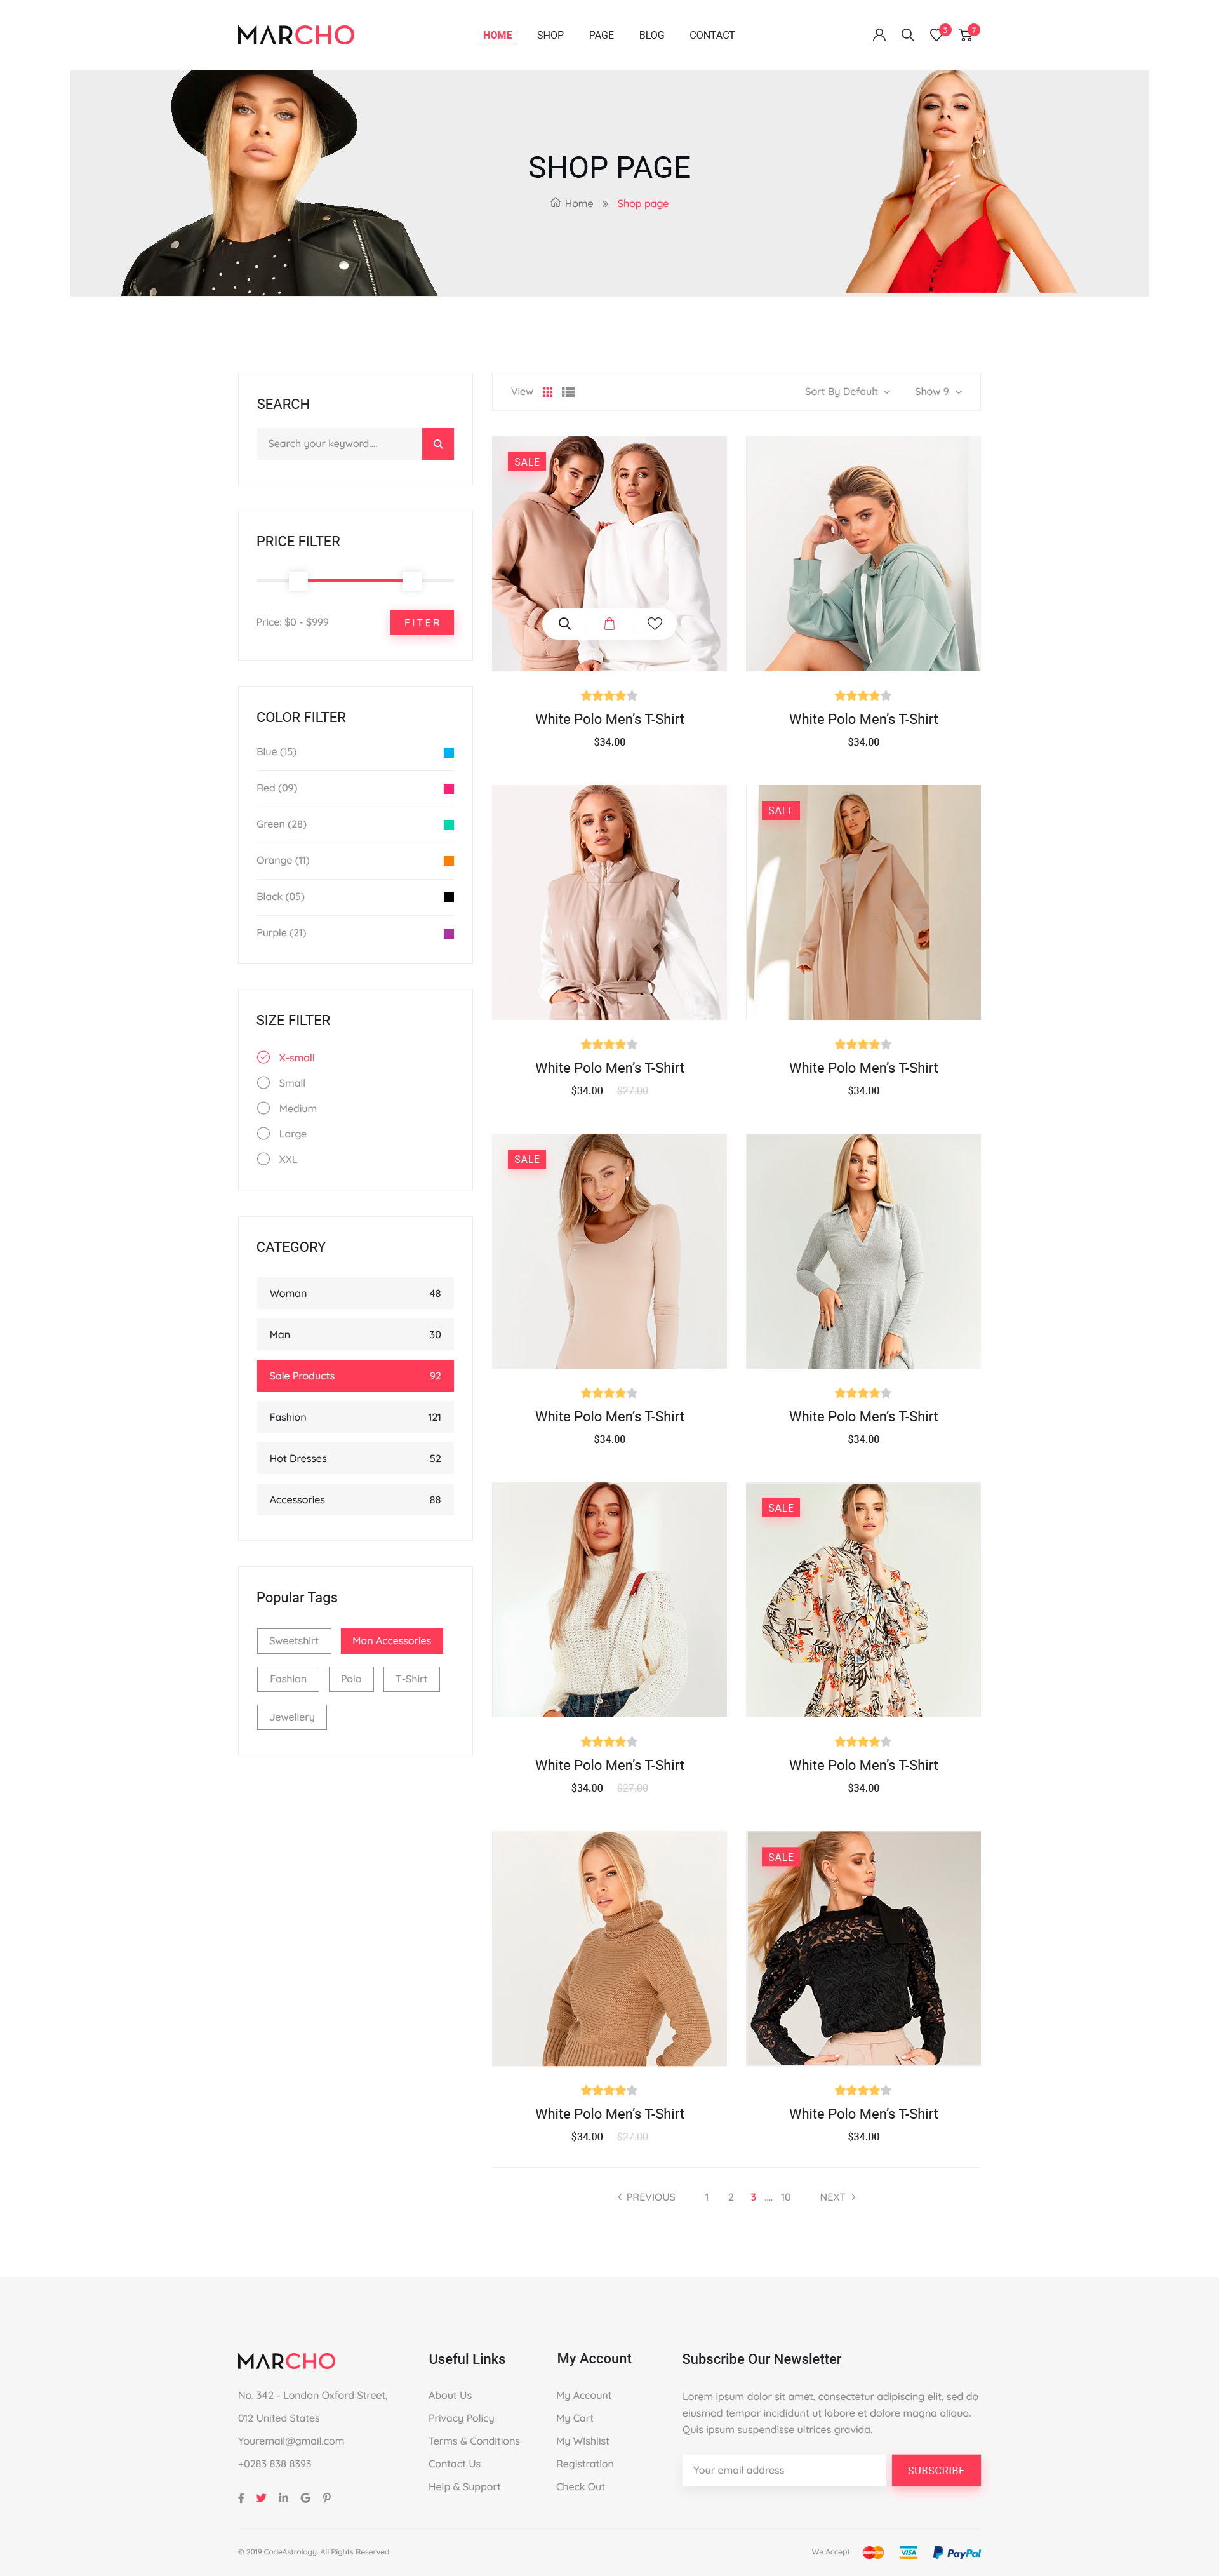 MARCHO
HOME SHOP PAGE BLOG CONTACT
3 7
SHOP PAGE
Home » Shop page
SEARCH
Search your keyword....
PRICE FILTER
Price: $0 - $999
FITER
COLOR FILTER
Blue (15)
Red (09)
Green (28)
Orange (11)
Black (05)
Purple (21)
SIZE FILTER
X-small
Small
Medium
Large
XXL
CATEGORY
Woman 48
Man 30
Sale Products 92
Fashion 121
Hot Dresses 52
Accessories 88
Popular Tags
Sweetshirt Man Accessories
Fashion Polo T-Shirt
Jewellery
View Sort By Default Show 9
SALE
White Polo Men's T-Shirt White Polo Men's T-Shirt
$34.00 $34.00
SALE
White Polo Men's T-Shirt White Polo Men's T-Shirt
$34.00 $27.00 $34.00
SALE
White Polo Men's T-Shirt White Polo Men's T-Shirt
$34.00 $34.00
SALE
White Polo Men's T-Shirt White Polo Men's T-Shirt
$34.00 $27.00 $34.00
SALE
White Polo Men's T-Shirt White Polo Men's T-Shirt
$34.00 $27.00 $34.00
PREVIOUS 1 2 3 .... 10 NEXT
MARCHO
No. 342 - London Oxford Street,
012 United States
Youremail@gmail.com
+0283 838 8393
Useful Links
About Us
Privacy Policy
Terms & Conditions
Contact Us
Help & Support
My Account
My Account
My Cart
My WIshlist
Registration
Check Out
Subscribe Our Newsletter
Lorem ipsum dolor sit amet, consectetur adipiscing elit, sed do
eiusmod tempor incididunt ut labore et dolore magna aliqua.
Quis ipsum suspendisse ultrices gravida.
Your email address SUBSCRIBE
© 2019 CodeAstrology. All Rights Reserved.
We Accept MasterCard VISA PayPal